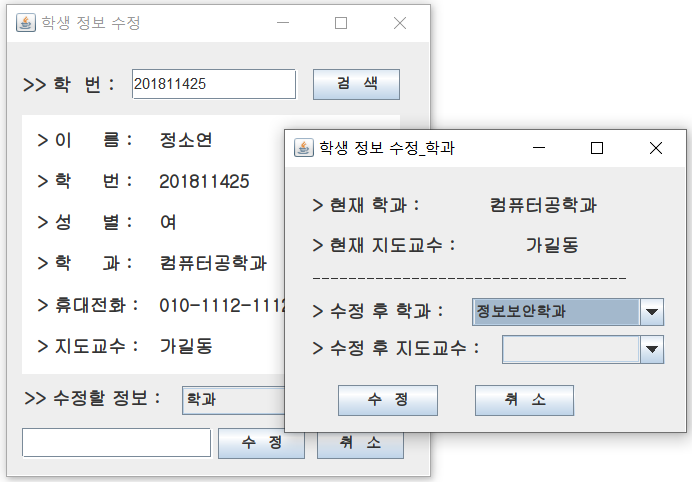 학생 정보 수정
>> 학 번 : 201811425 검 색
> 이 름 : 정소연
> 학 번 : 201811425
> 성 별 : 여
> 학 과 : 컴퓨터공학과
> 휴대전화 : 010-1112-1112
> 지도교수 : 가길동
>> 수정할 정보 : 학과
수 정 취 소
학생 정보 수정_학과
> 현재 학과 : 컴퓨터공학과
> 현재 지도교수 : 가길동
> 수정 후 학과 : 정보보안학과
> 수정 후 지도교수 :
수 정 취 소